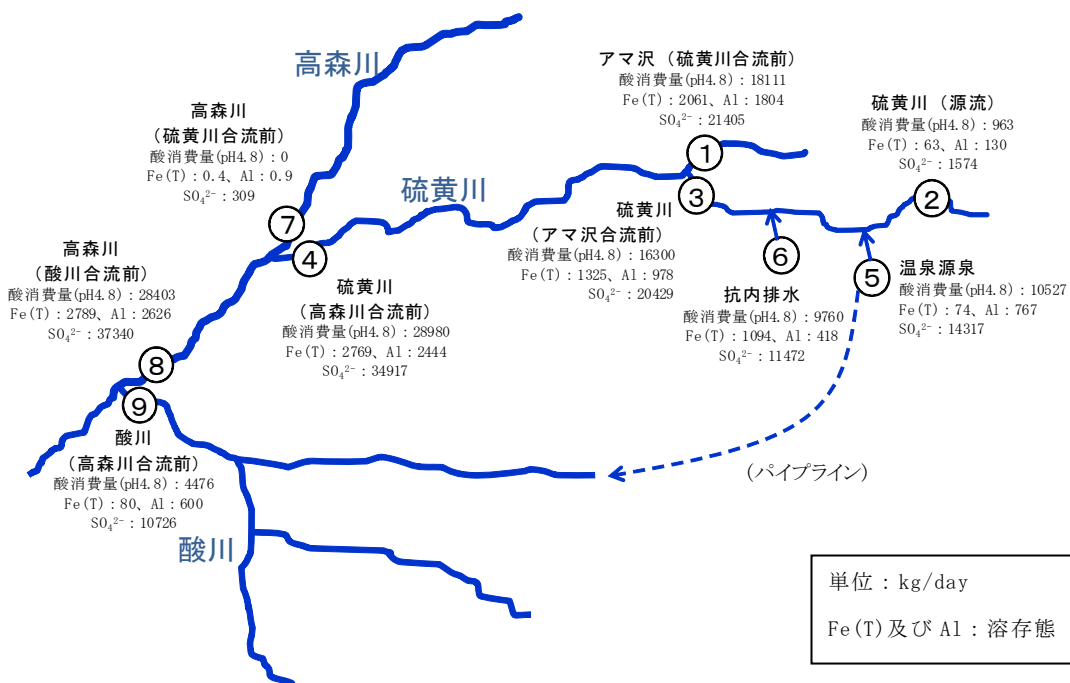 高森川
アマ沢（硫黄川合流前）
酸消費量(pH4.8)：18111
Fe(T)：2061、Al：1804
SO₄²⁻：21405
硫黄川（源流）
酸消費量(pH4.8)：963
Fe(T)：63、Al：130
SO₄²⁻：1574
高森川
（硫黄川合流前）
酸消費量(pH4.8)：0
Fe(T)：0.4、Al：0.9
SO₄²⁻：309
①
硫黄川
②
③
⑦
④
硫黄川
（アマ沢合流前）
酸消費量(pH4.8)：16300
Fe(T)：1325、Al：978
SO₄²⁻：20429
⑥
抗内排水
酸消費量(pH4.8)：9760
Fe(T)：1094、Al：418
SO₄²⁻：11472
⑤
温泉源泉
酸消費量(pH4.8)：10527
Fe(T)：74、Al：767
SO₄²⁻：14317
高森川
（酸川合流前）
酸消費量(pH4.8)：28403
Fe(T)：2789、Al：2626
SO₄²⁻：37340
硫黄川
（高森川合流前）
酸消費量(pH4.8)：28980
Fe(T)：2769、Al：2444
SO₄²⁻：34917
⑧
⑨
酸川
（高森川合流前）
酸消費量(pH4.8)：4476
Fe(T)：80、Al：600
SO₄²⁻：10726
（パイプライン）
酸川
単位：kg/day
Fe(T)及び Al：溶存態